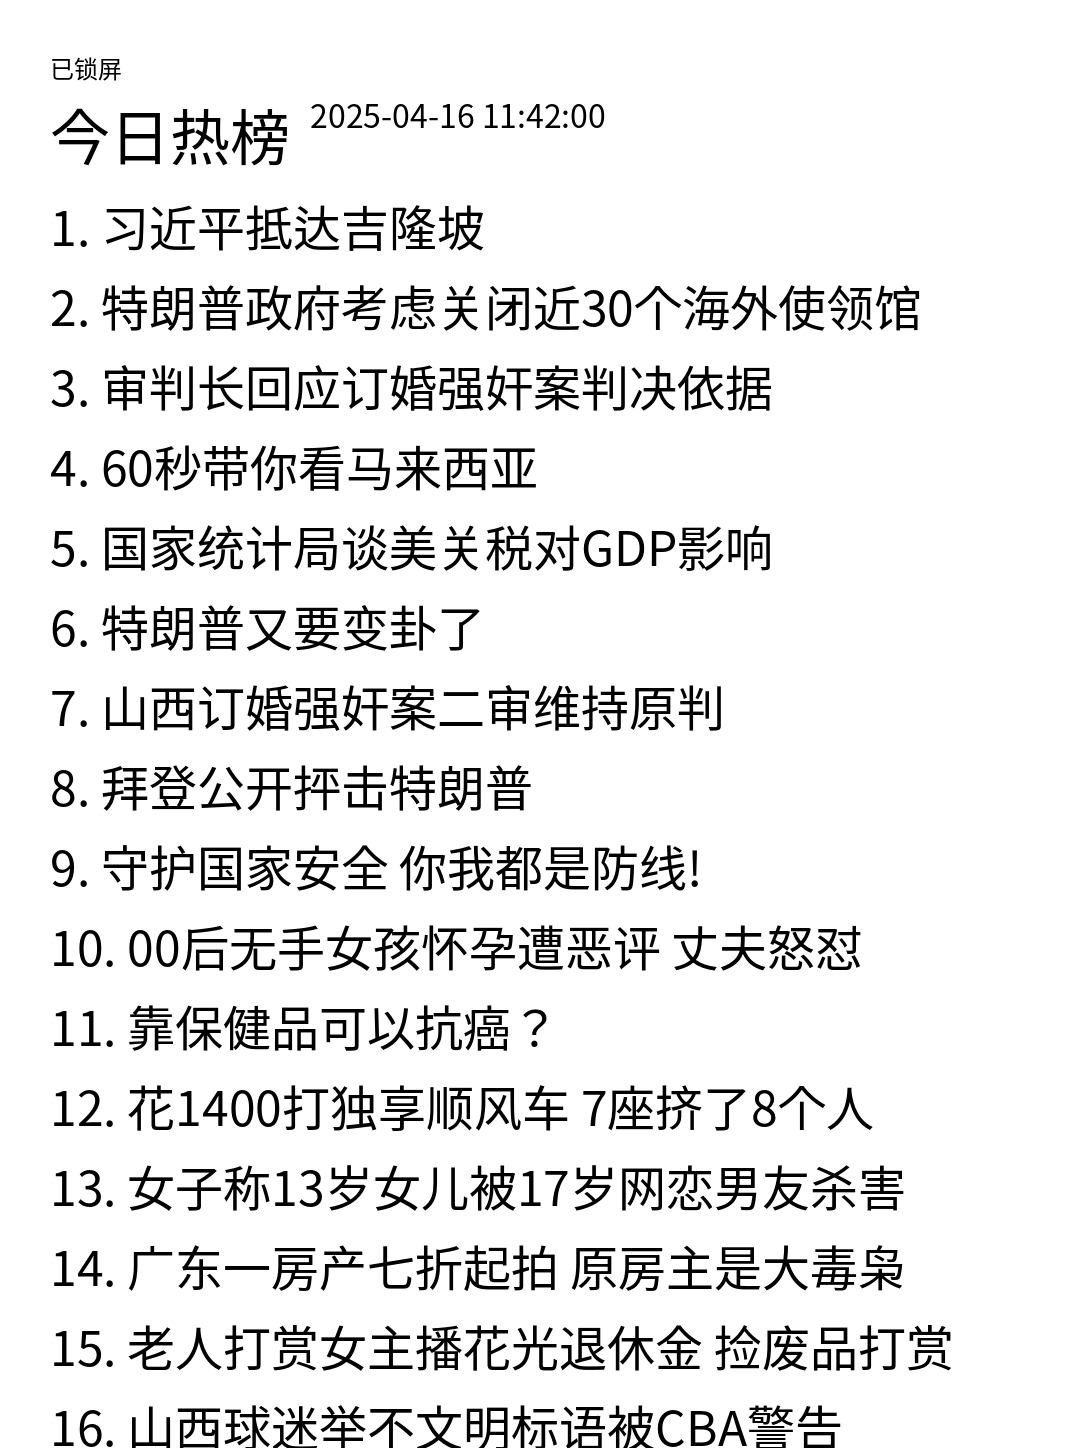 已锁屏
今日热榜 2025-04-16 11:42:00
1. 习近平抵达吉隆坡
2. 特朗普政府考虑关闭近30个海外使领馆
3. 审判长回应订婚强奸案判决依据
4. 60秒带你看马来西亚
5. 国家统计局谈美关税对GDP影响
6. 特朗普又要变卦了
7. 山西订婚强奸案二审维持原判
8. 拜登公开抨击特朗普
9. 守护国家安全 你我都是防线!
10. 00后无手女孩怀孕遭恶评 丈夫怒怼
11. 靠保健品可以抗癌？
12. 花1400打独享顺风车 7座挤了8个人
13. 女子称13岁女儿被17岁网恋男友杀害
14. 广东一房产七折起拍 原房主是大毒枭
15. 老人打赏女主播花光退休金 捡废品打赏
16. 山西球迷举不文明标语被CBA警告